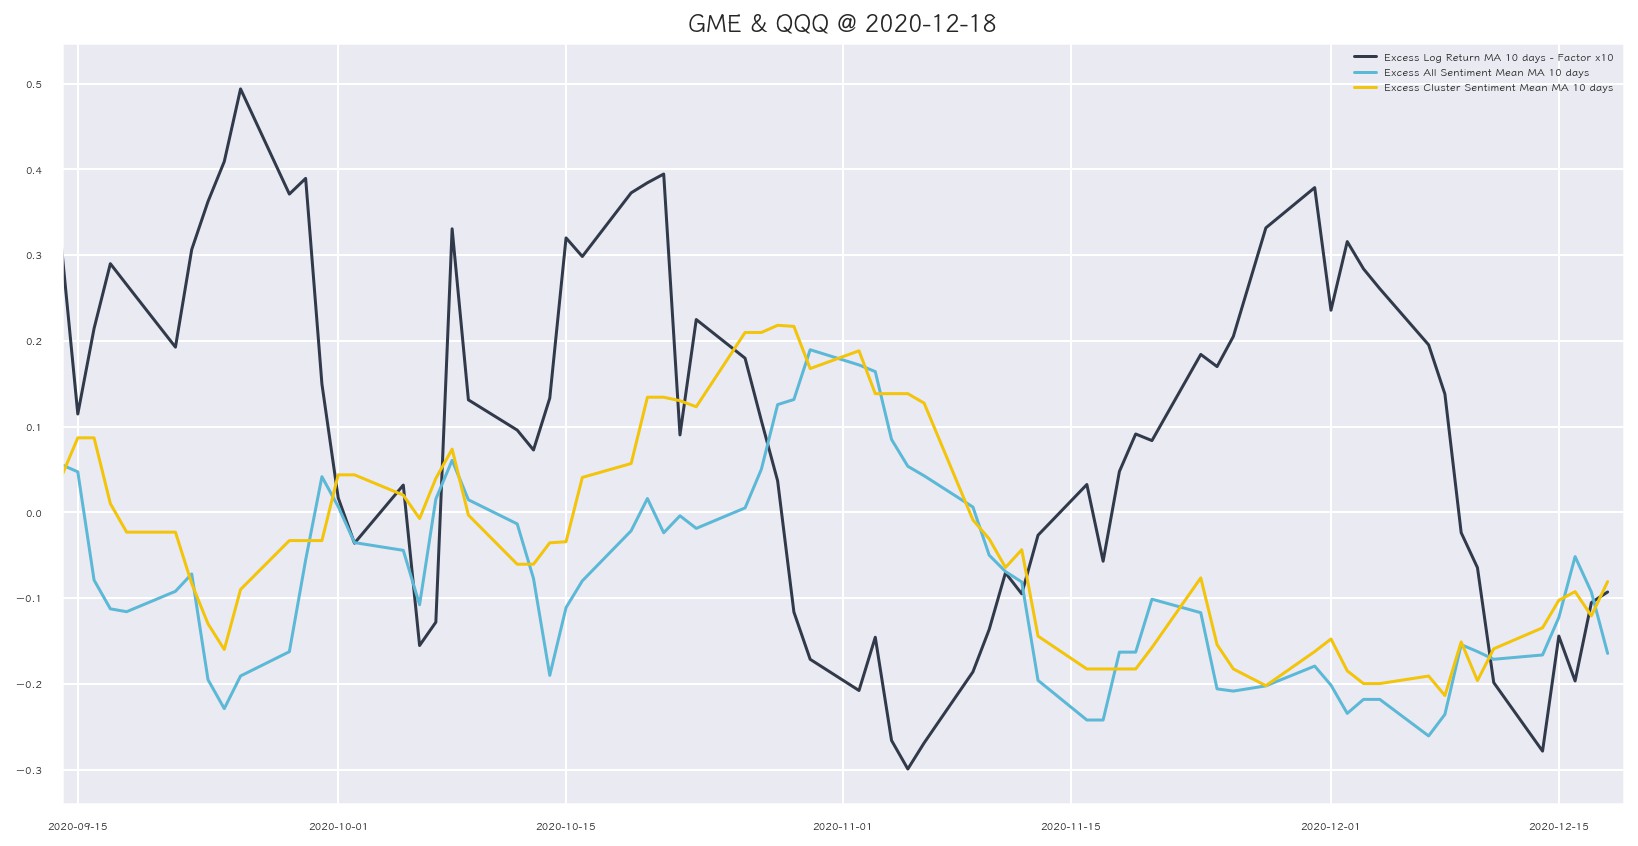 GME & QQQ @ 2020-12-18
Excess Log Return MA 10 days - Factor x10
Excess All Sentiment Mean MA 10 days
Excess Cluster Sentiment Mean MA 10 days
0.5
0.4
0.3
0.2
0.1
0.0
−0.1
−0.2
−0.3
2020-09-15 2020-10-01 2020-10-15 2020-11-01 2020-11-15 2020-12-01 2020-12-15